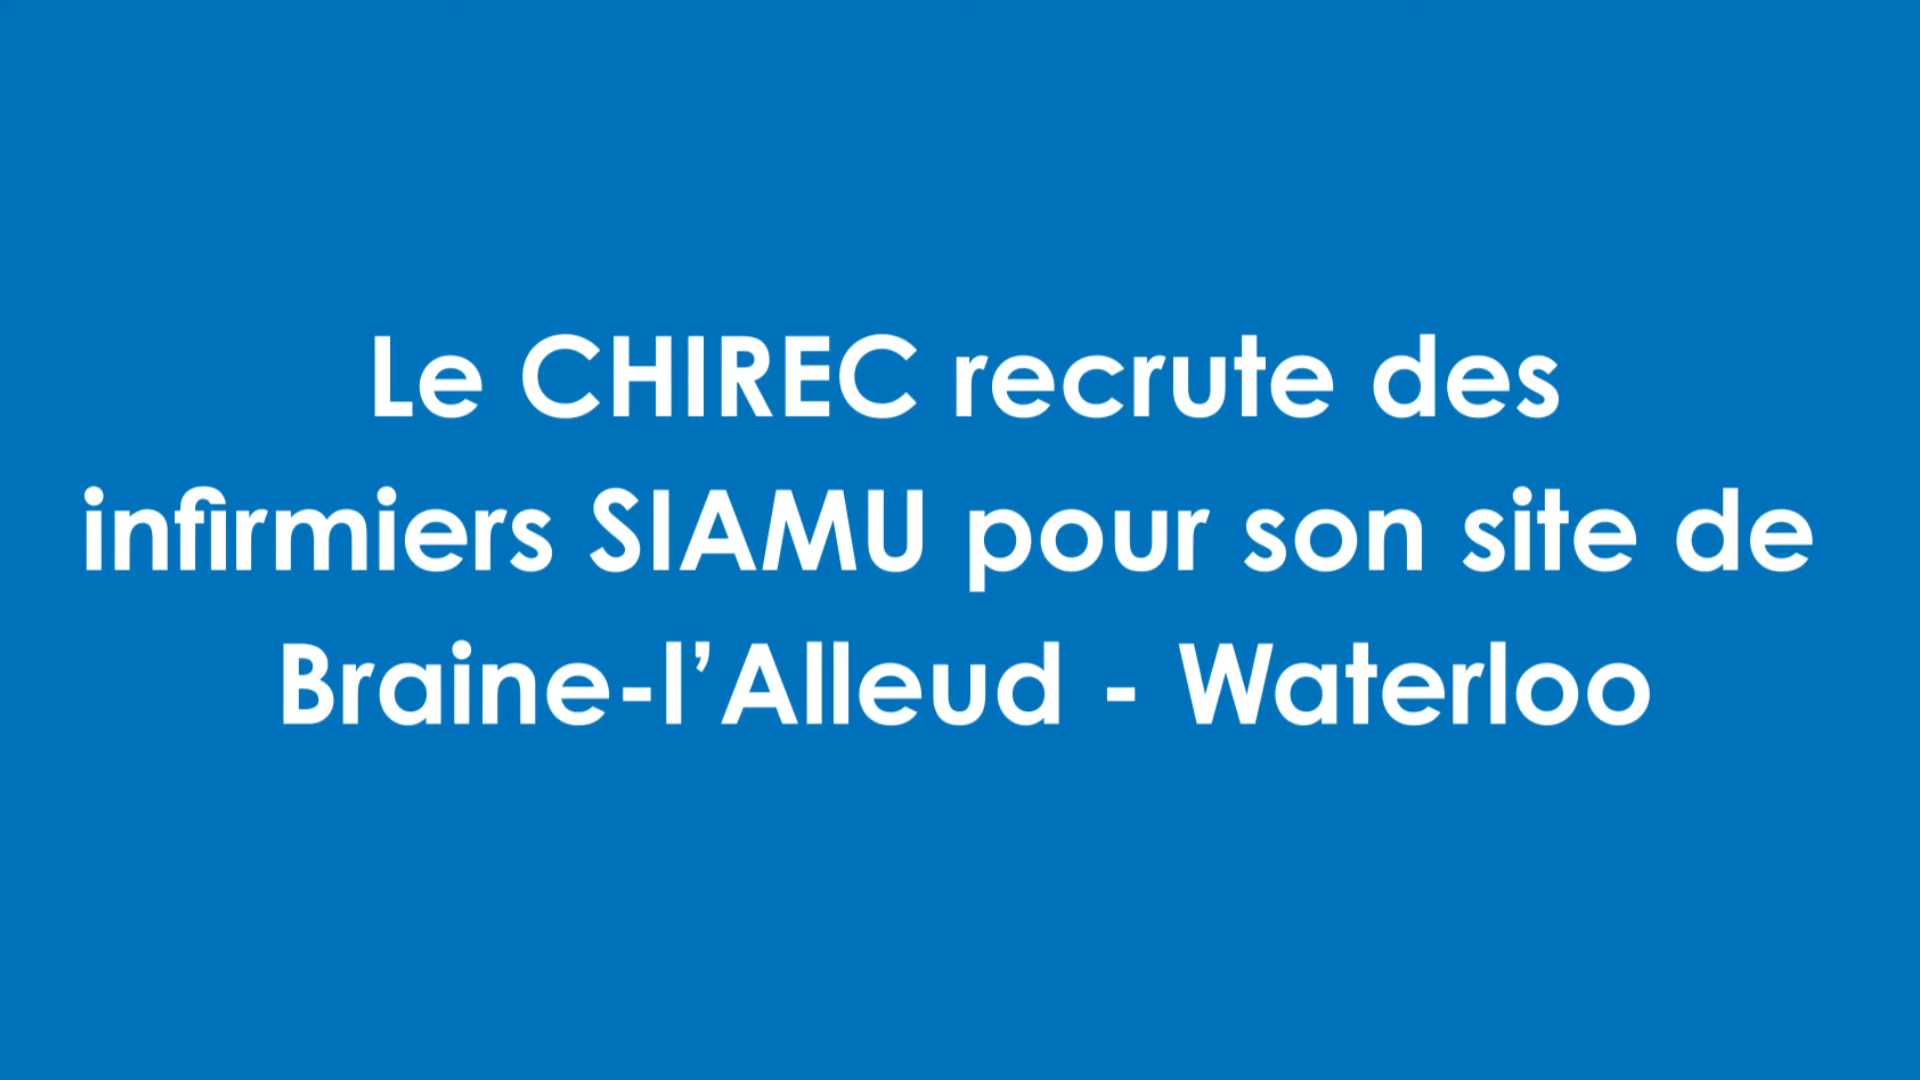 Le CHIREC recrute des
infirmiers SIAMU pour son site de
Braine-l’Alleud - Waterloo